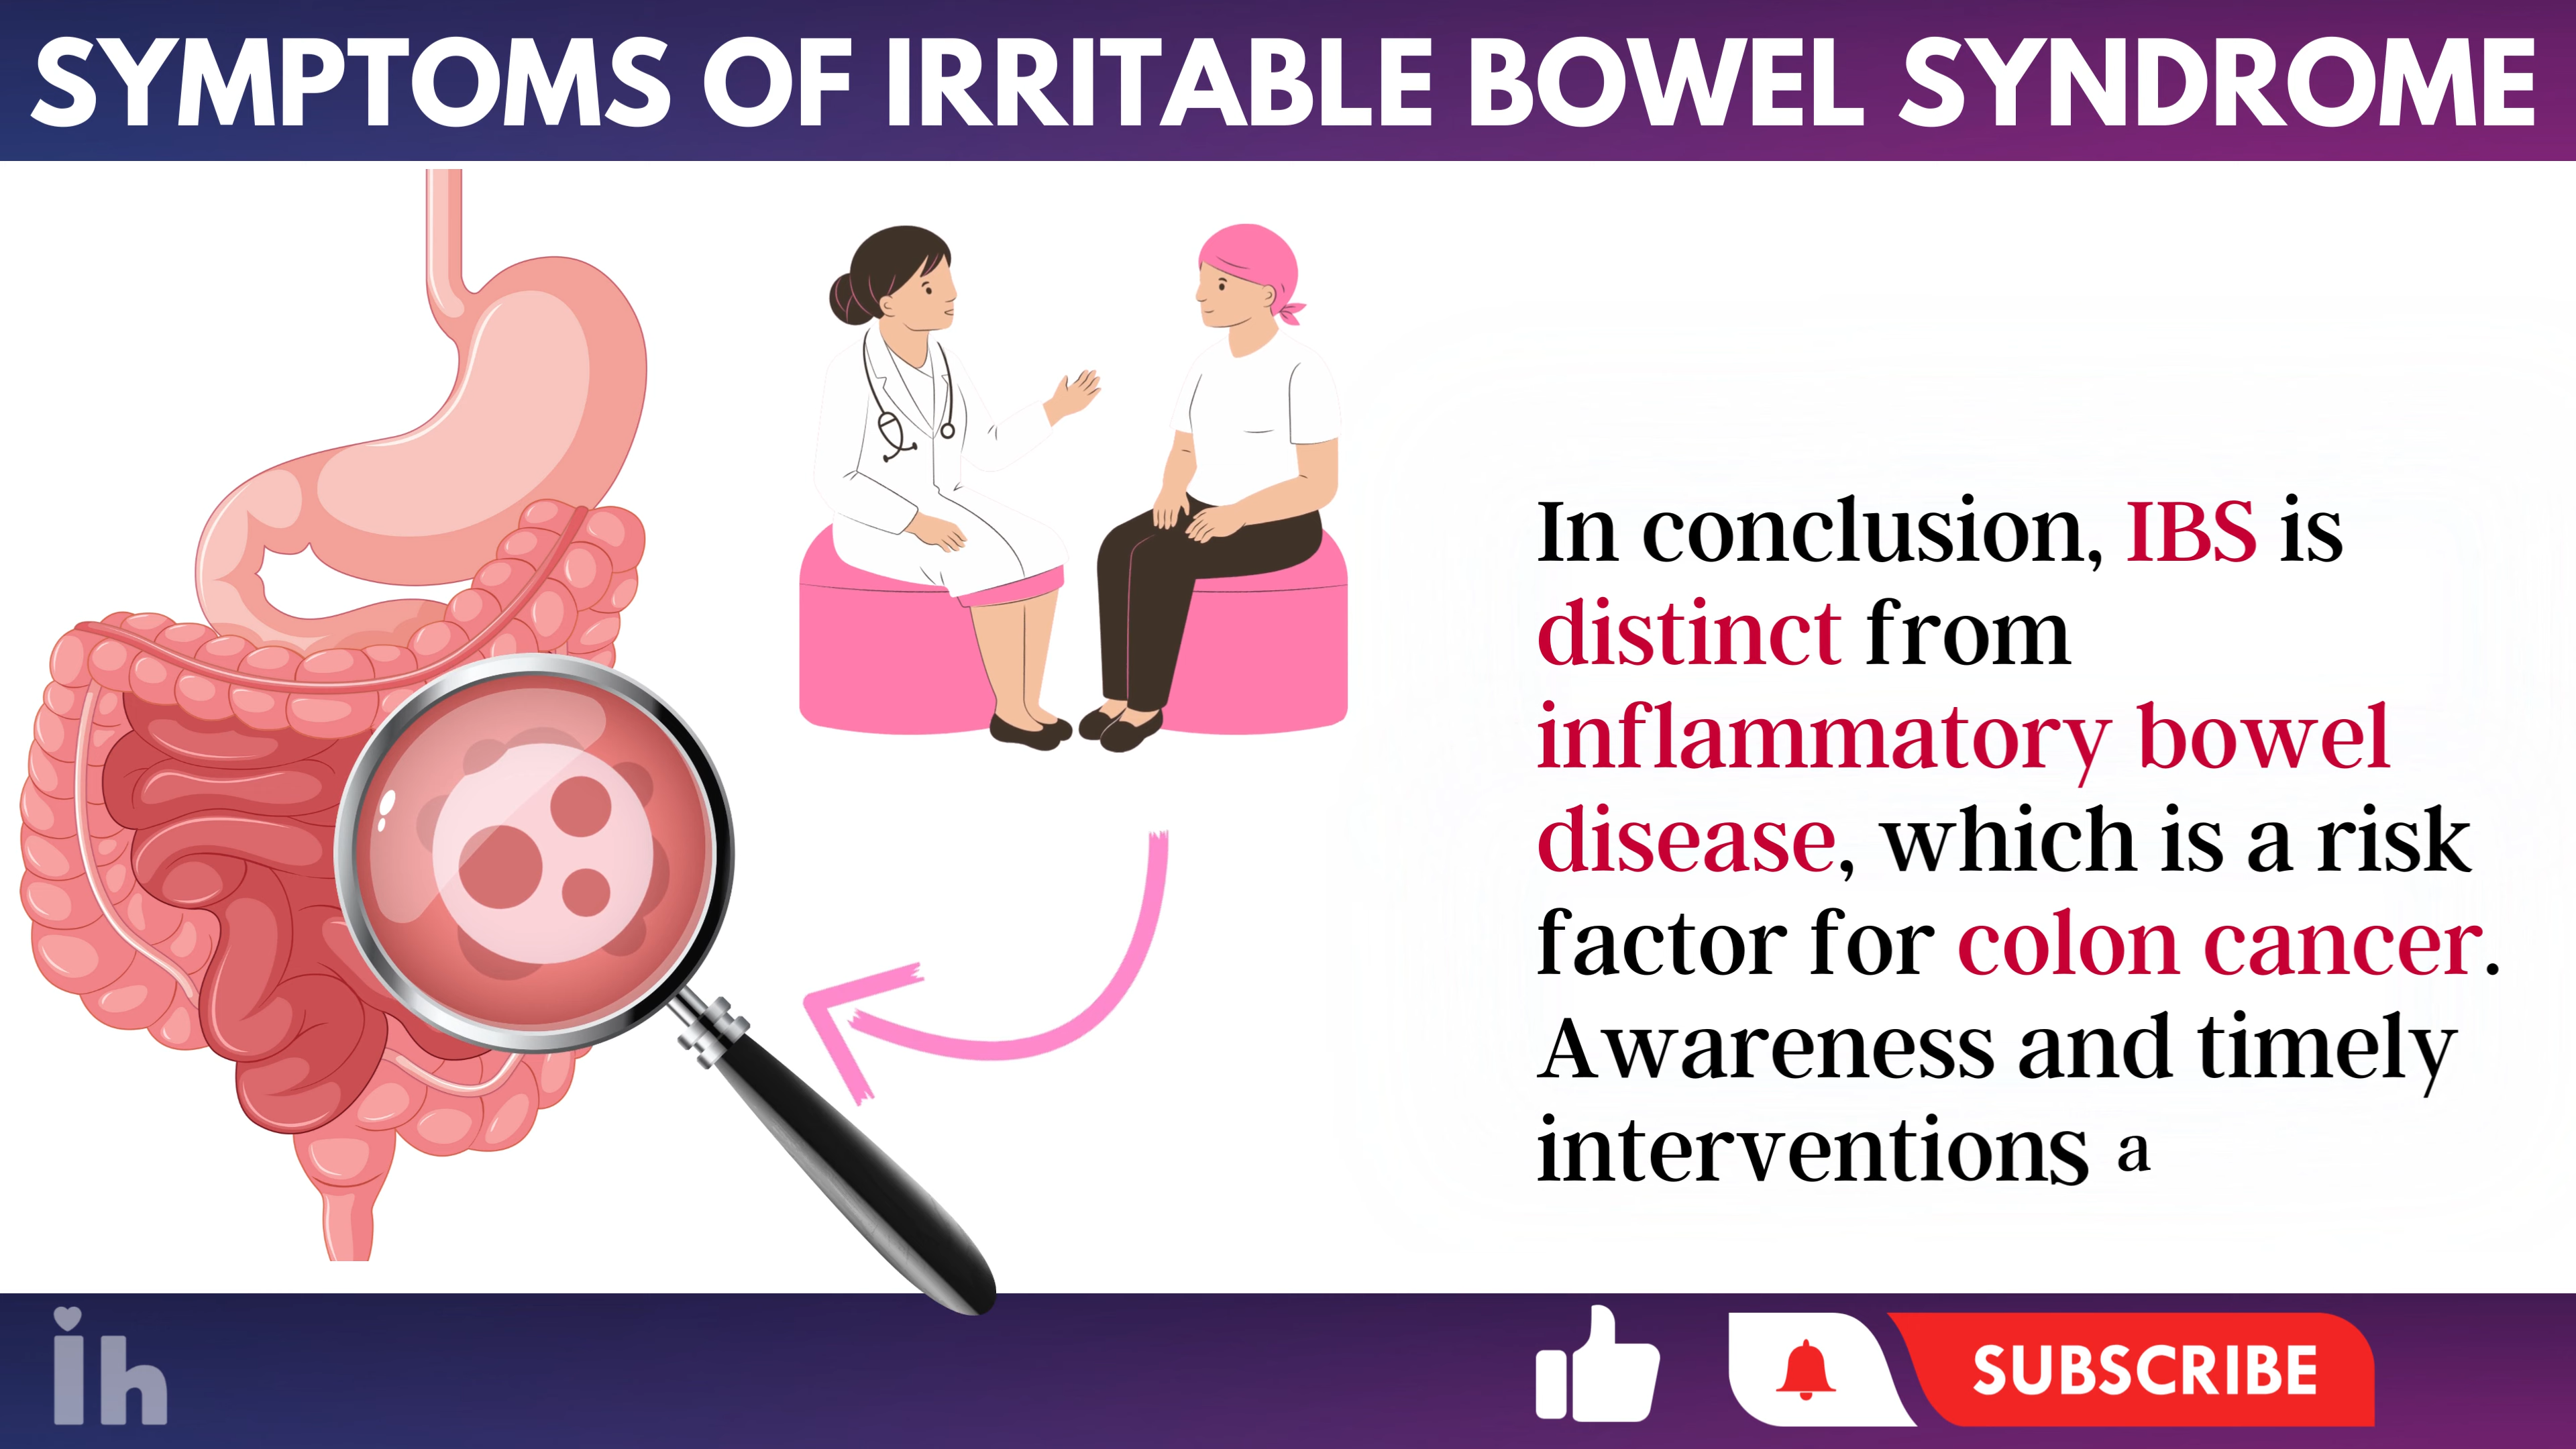 SYMPTOMS OF IRRITABLE BOWEL SYNDROME
In conclusion, IBS is
distinct from
inflammatory bowel
disease, which is a risk
factor for colon cancer.
Awareness and timely
interventions a
ih
SUBSCRIBE